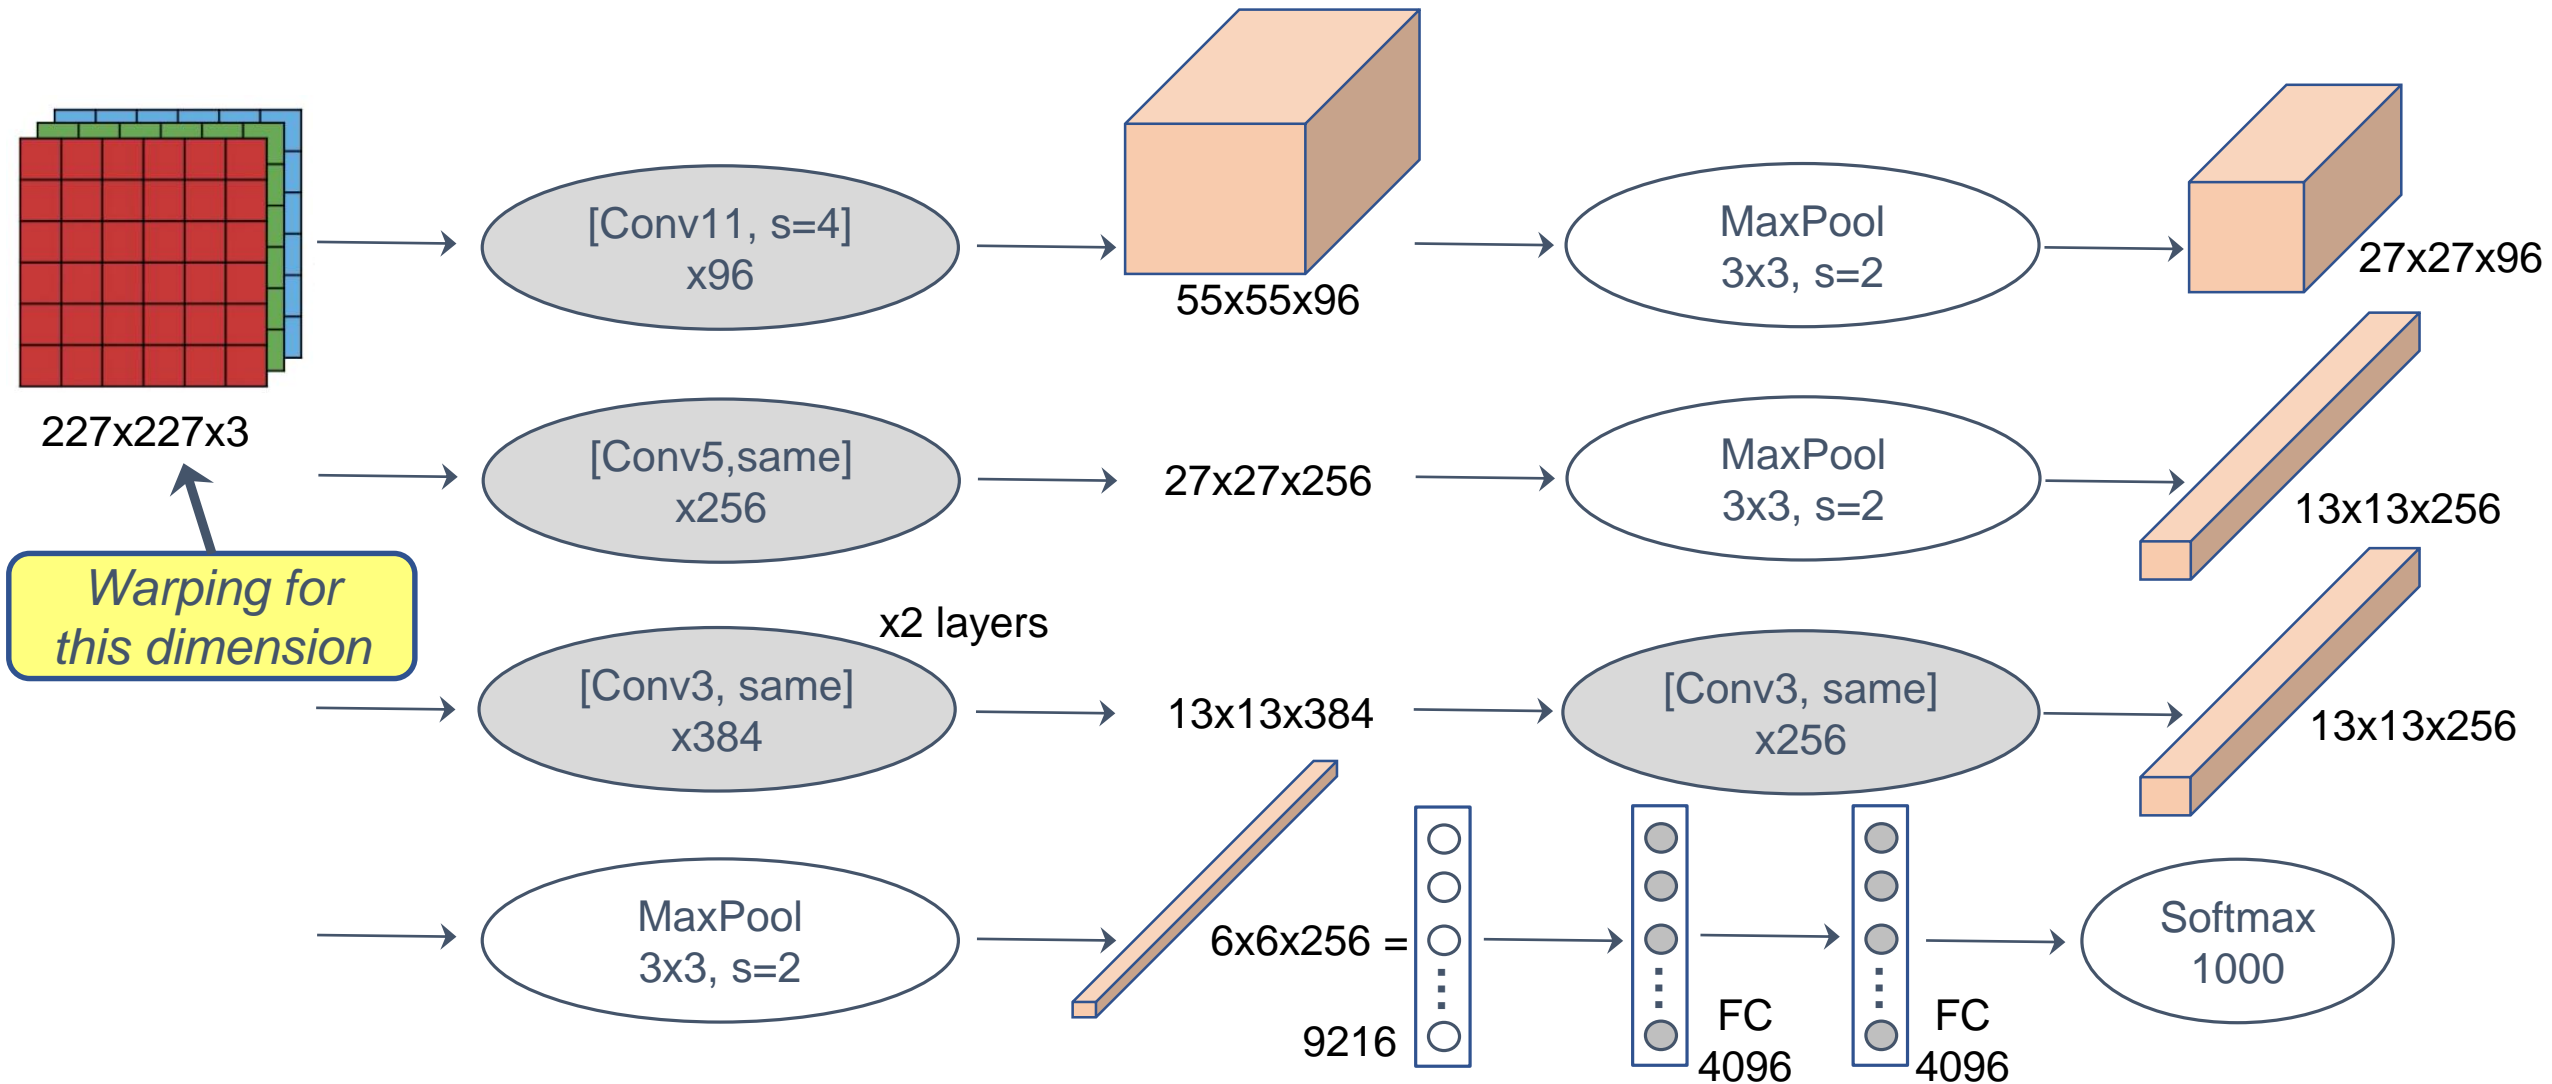 [Conv11, s=4]
x96
55x55x96
MaxPool
3x3, s=2
27x27x96
227x227x3
[Conv5,same]
x256
27x27x256
MaxPool
3x3, s=2
13x13x256
Warping for
this dimension
x2 layers
[Conv3, same]
x384
13x13x384
[Conv3, same]
x256
13x13x256
MaxPool
3x3, s=2
6x6x256 =
9216
FC
4096
FC
4096
Softmax
1000